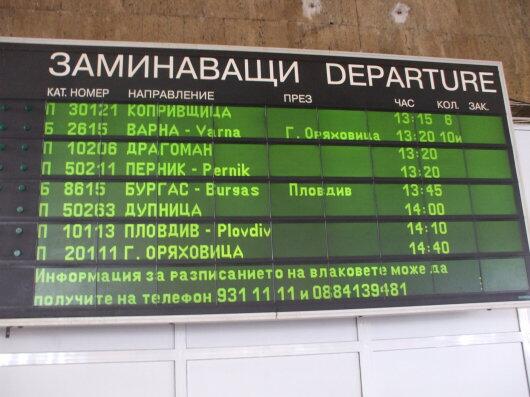 ЗАМИНАВАЩИ DEPARTURE
КАТ. НОМЕР НАПРАВЛЕНИЕ ПРЕЗ ЧАС КОЛ. ЗАК.
П 30121 КОПРИВЩИЦА 13:15 6
Б 2615 ВАРНА - Varna Г. Оряховица 13:20 10и
П 10206 ДРАГОМАН 13:20
П 50211 ПЕРНИК - Pernik 13:20
Б 8615 БУРГАС - Burgas Пловдив 13:45
П 50263 ДУПНИЦА 14:00
П 10113 ПЛОВДИВ - Plovdiv 14:10
П 20111 Г. ОРЯХОВИЦА 14:40
Информация за разписанието на влаковете може да
получите на телефон 931 11 11 и 0884139481